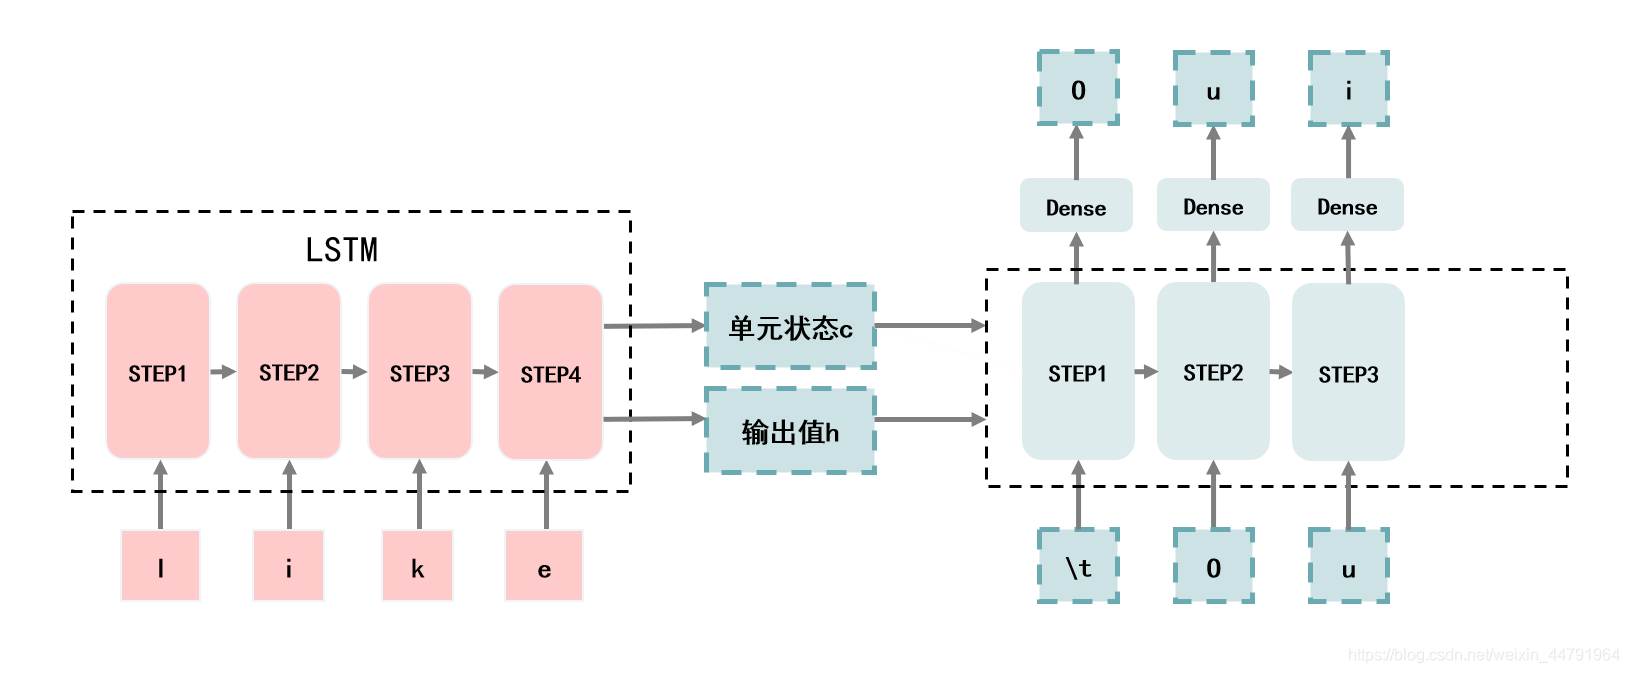 0
u
i
Dense
Dense
Dense
LSTM
STEP1
STEP2
STEP3
STEP4
l
i
k
e
单元状态c
输出值h
STEP1
STEP2
STEP3
\t
0
u
https://blog.csdn.net/weixin_44791964